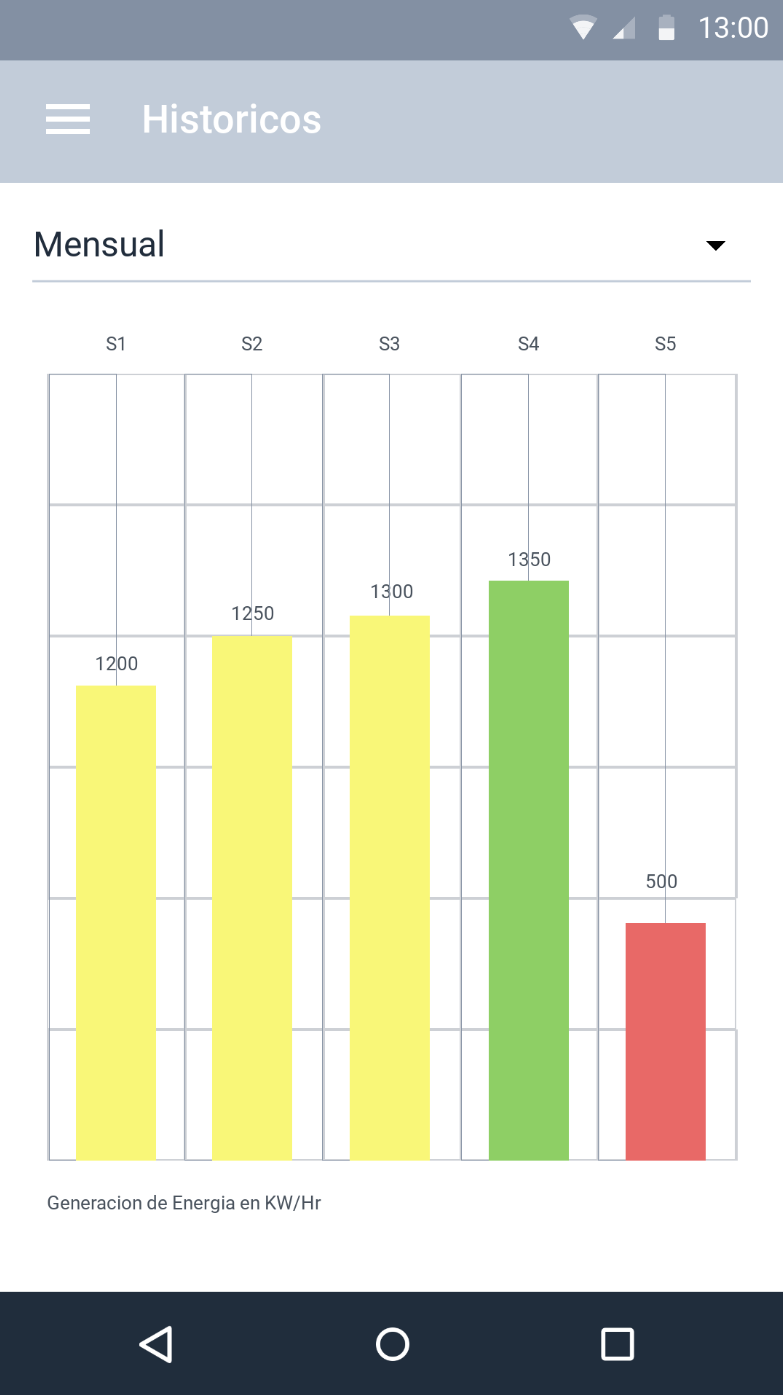 13:00
Historicos
Mensual
S1 S2 S3 S4 S5
1350
1300
1250
1200
500
Generacion de Energia en KW/Hr